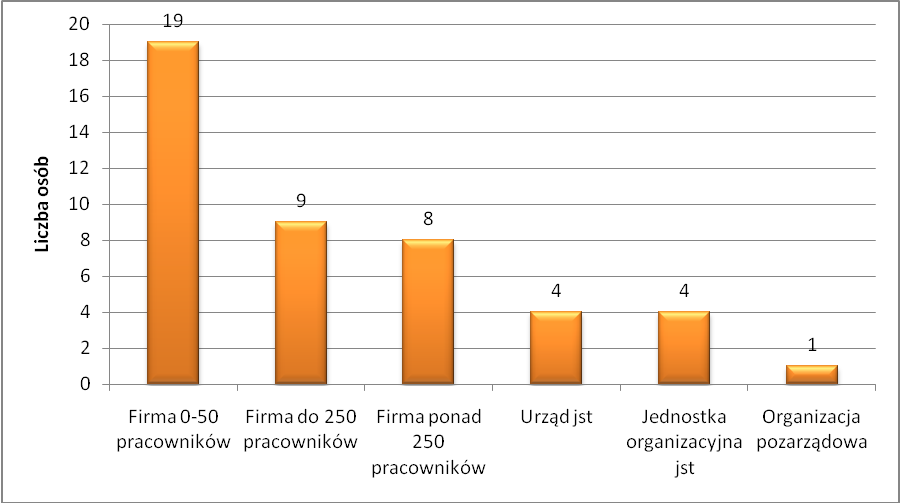 Liczba osób
20
18
16
14
12
10
8
6
4
2
0
19
9
8
4
4
1
Firma 0-50
pracowników
Firma do 250
pracowników
Firma ponad
250
pracowników
Urząd jst
Jednostka
organizacyjna
jst
Organizacja
pozarządowa